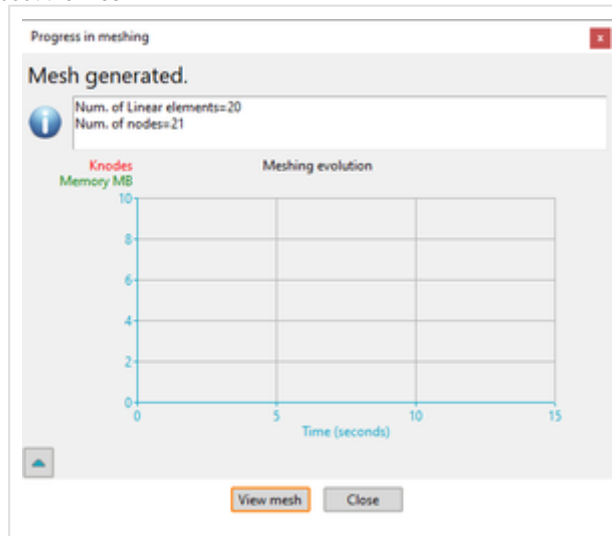 Progress in meshing
x
Mesh generated.
Num. of Linear elements=20
Num. of nodes=21
Knodes
Meshing evolution
Memory MB
10
8
6
4
2
0
0 5 10 15
Time (seconds)
View mesh Close